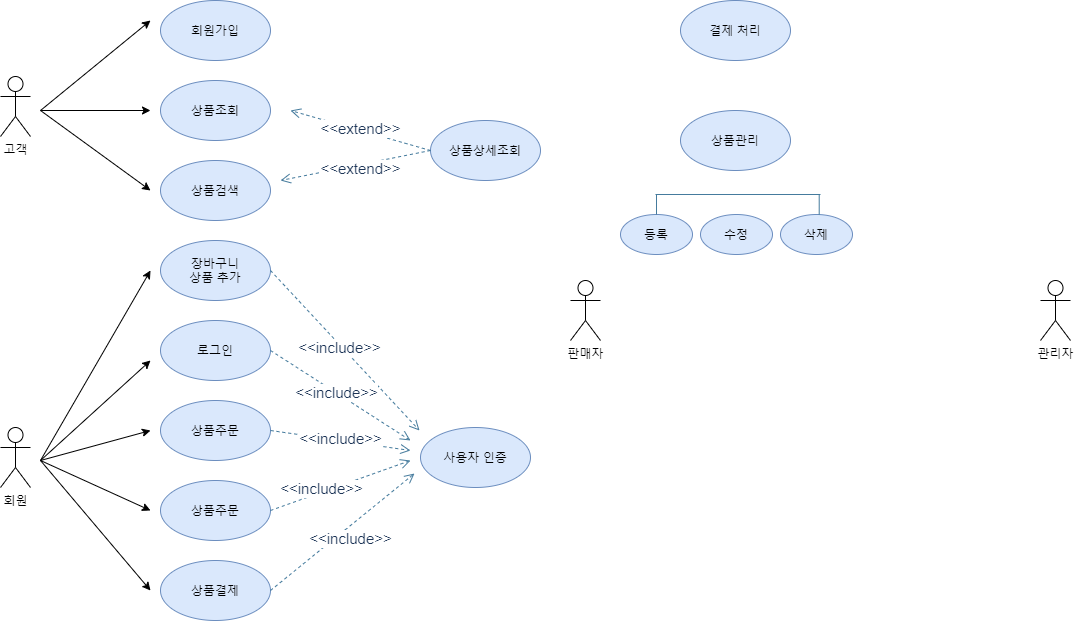 회원가입
상품조회
상품검색
고객
<<extend>>
<<extend>>
상품상세조회
장바구니
상품 추가
로그인
상품주문
상품주문
상품결제
회원
<<include>>
<<include>>
<<include>>
<<include>>
<<include>>
사용자 인증
결제 처리
상품관리
등록
수정
삭제
판매자
관리자